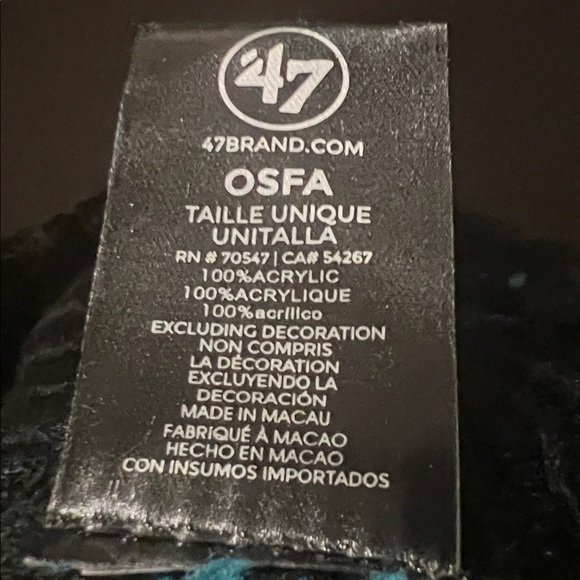 '47
47BRAND.COM
OSFA
TAILLE UNIQUE
UNITALLA
RN # 70547 | CA# 54267
100%ACRYLIC
100%ACRYLIQUE
100%acrilico
EXCLUDING DECORATION
NON COMPRIS
LA DÉCORATION
EXCLUYENDO LA
DECORACIÓN
MADE IN MACAU
FABRIQUÉ À MACAO
HECHO EN MACAO
CON INSUMOS IMPORTADOS